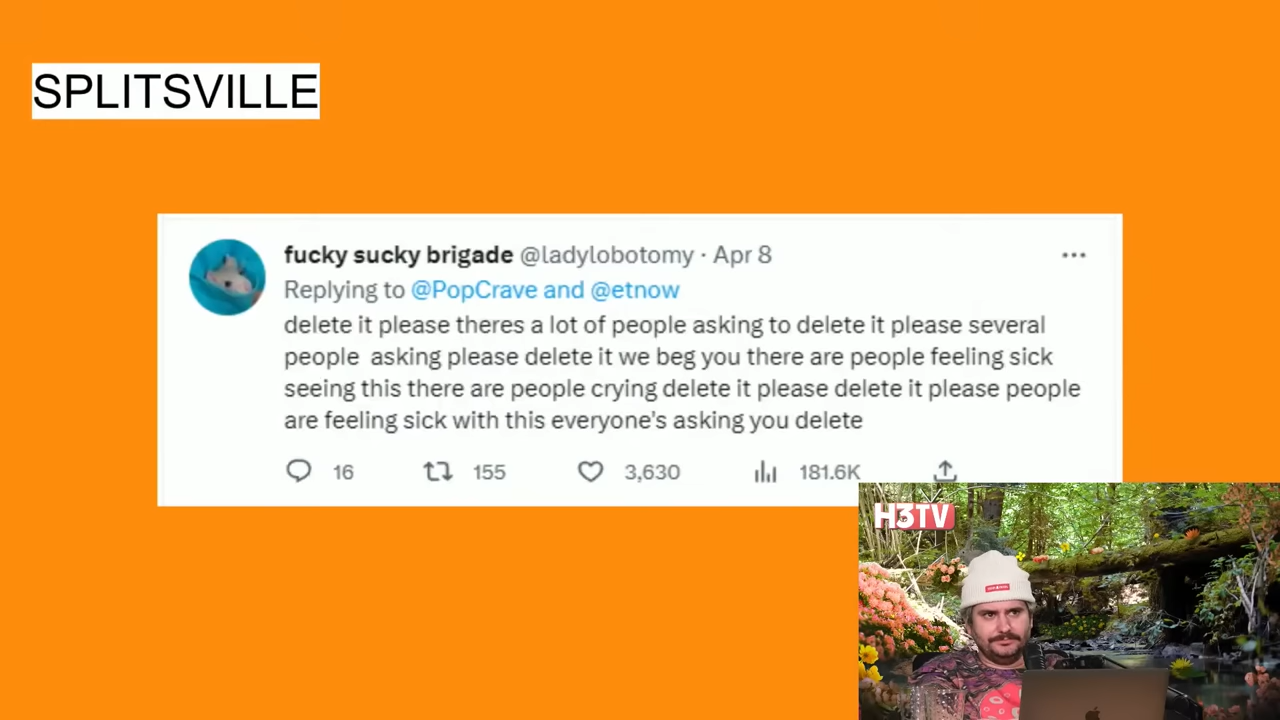 SPLITSVILLE
fucky sucky brigade @ladylobotomy · Apr 8
Replying to @PopCrave and @etnow
delete it please theres a lot of people asking to delete it please several
people  asking please delete it we beg you there are people feeling sick
seeing this there are people crying delete it please delete it please people
are feeling sick with this everyone's asking you delete
16 155 3,630 181.6K
H3TV